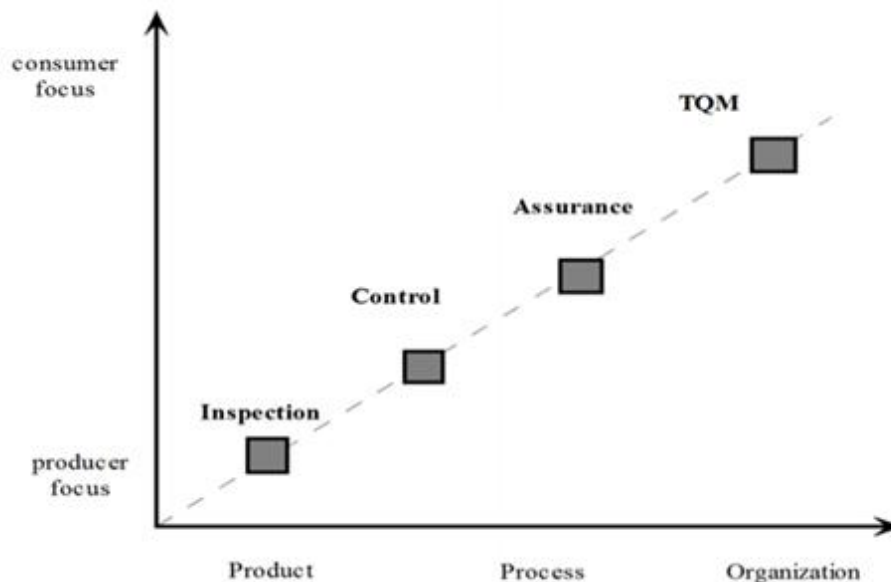 consumer
focus
TQM
Assurance
Control
Inspection
producer
focus
Product Process Organization